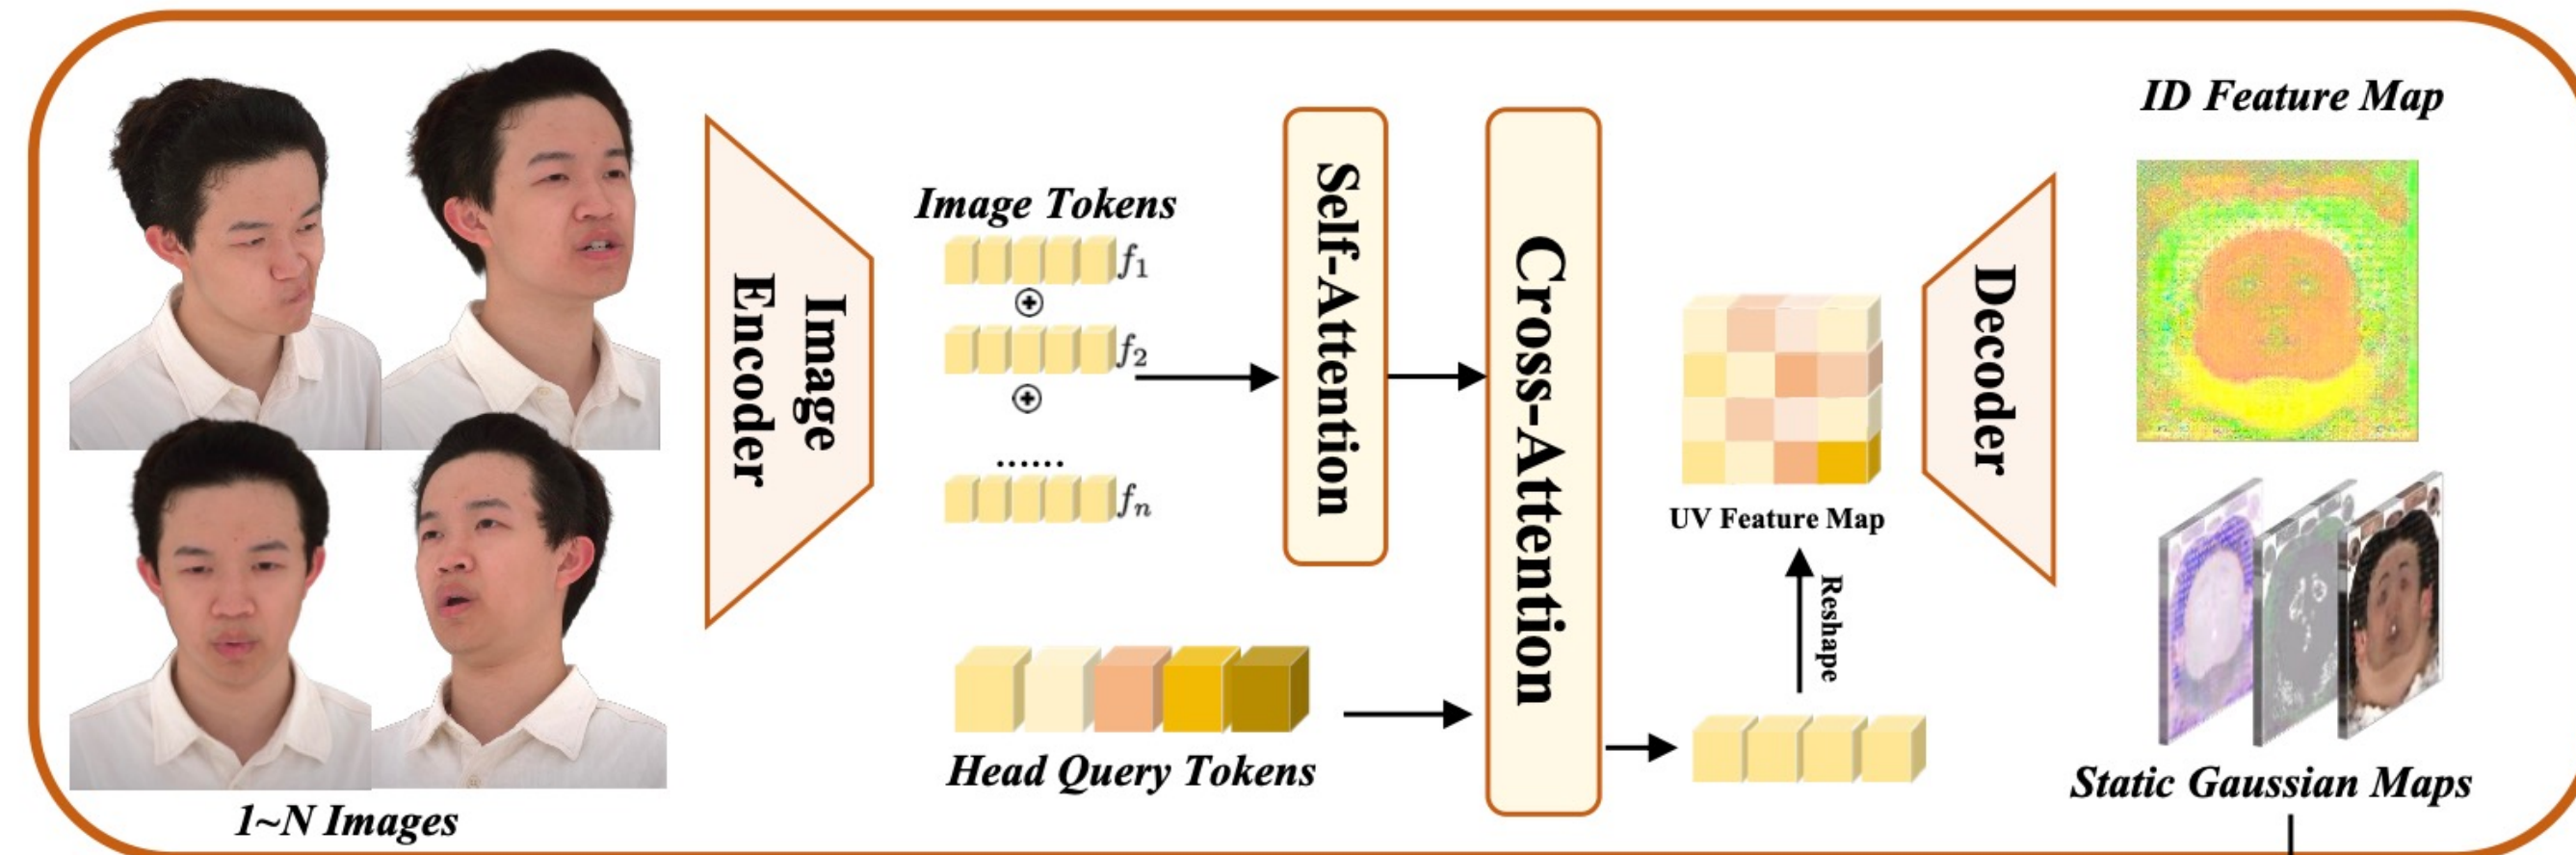 1~N Images
Image
Encoder
Image Tokens
f1
f2
......
fn
Head Query Tokens
Self-Attention
Cross-Attention
UV Feature Map
Reshape
Decoder
ID Feature Map
Static Gaussian Maps